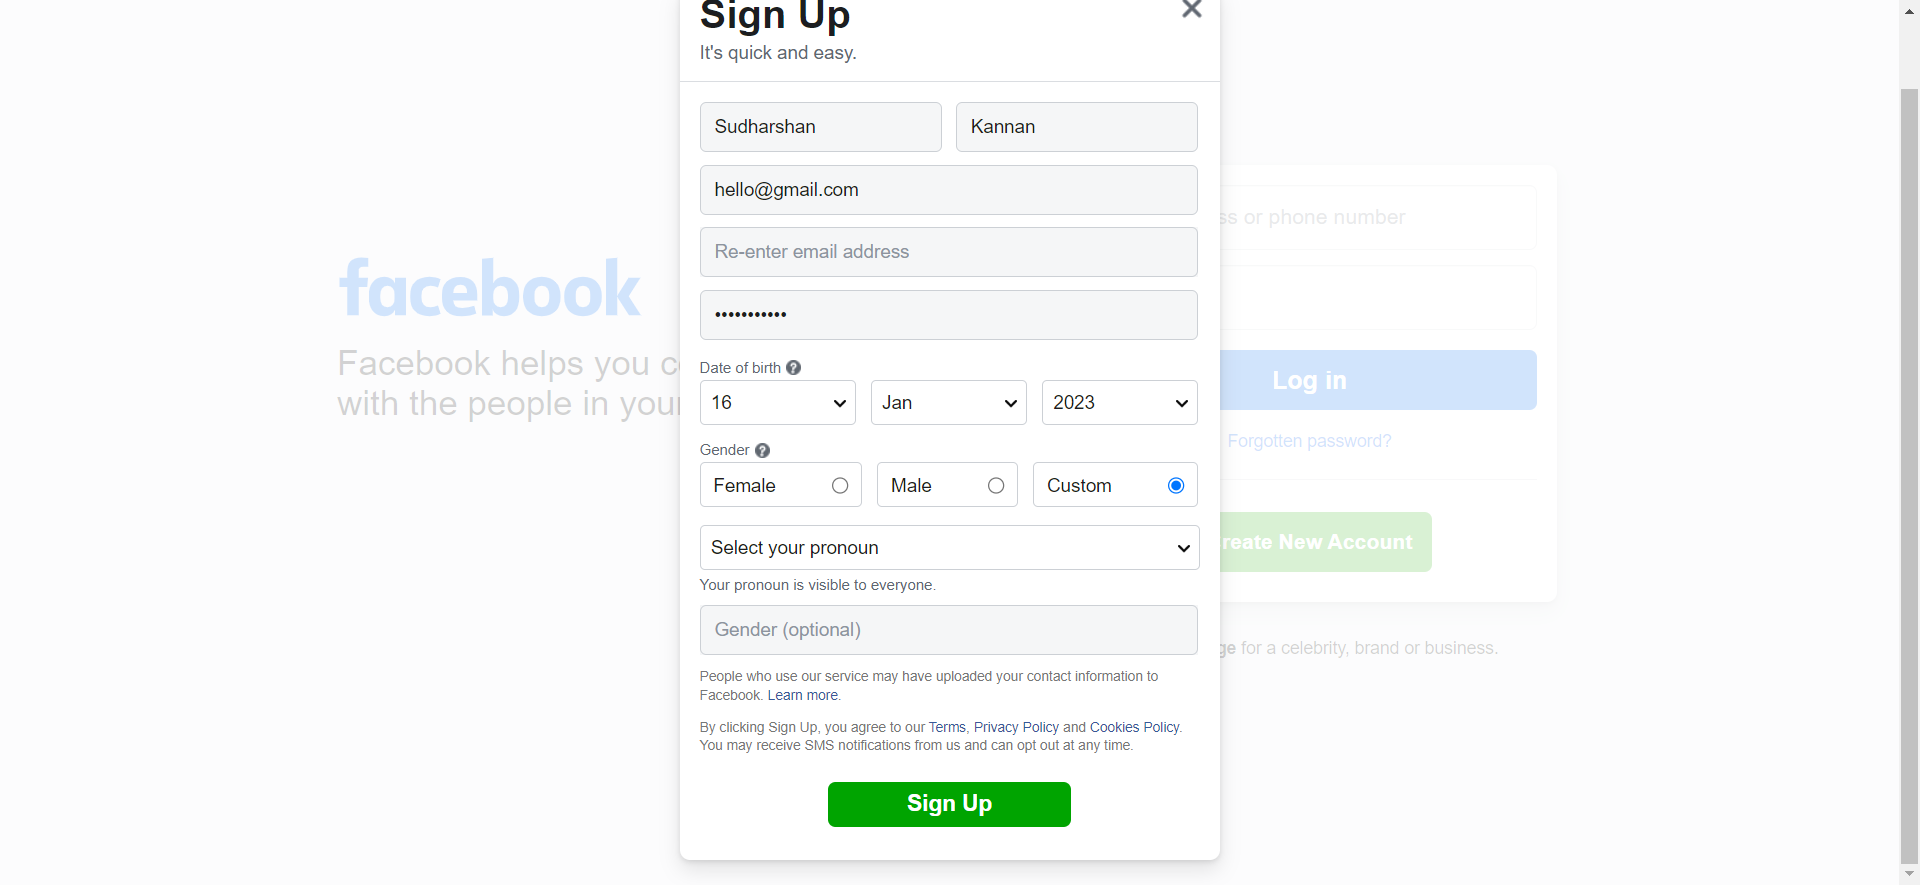 Sign Up
It's quick and easy.
Sudharshan Kannan
hello@gmail.com
Re-enter email address
•••••••••••
Date of birth
16 Jan 2023
Gender
Female Male Custom
Select your pronoun
Your pronoun is visible to everyone.
Gender (optional)
People who use our service may have uploaded your contact information to
Facebook. Learn more.
By clicking Sign Up, you agree to our Terms, Privacy Policy and Cookies Policy.
You may receive SMS notifications from us and can opt out at any time.
Sign Up
facebook
Facebook helps you
with the people in
or phone number
Log in
Forgotten password?
New Account
for a celebrity, brand or business.